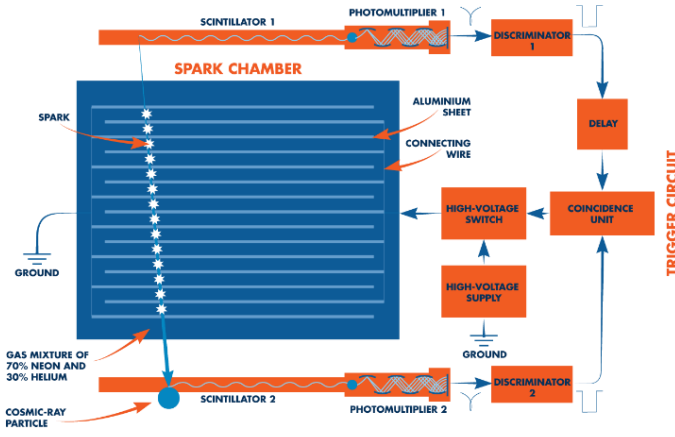 SCINTILLATOR 1
PHOTOMULTIPLIER 1
DISCRIMINATOR
1
SPARK CHAMBER
SPARK
ALUMINIUM
SHEET
CONNECTING
WIRE
DELAY
TRIGGER CIRCUIT
HIGH-VOLTAGE
SWITCH
COINCIDENCE
UNIT
GROUND
HIGH-VOLTAGE
SUPPLY
GROUND
GAS MIXTURE OF
70% NEON AND
30% HELIUM
COSMIC-RAY
PARTICLE
SCINTILLATOR 2
PHOTOMULTIPLIER 2
DISCRIMINATOR
2